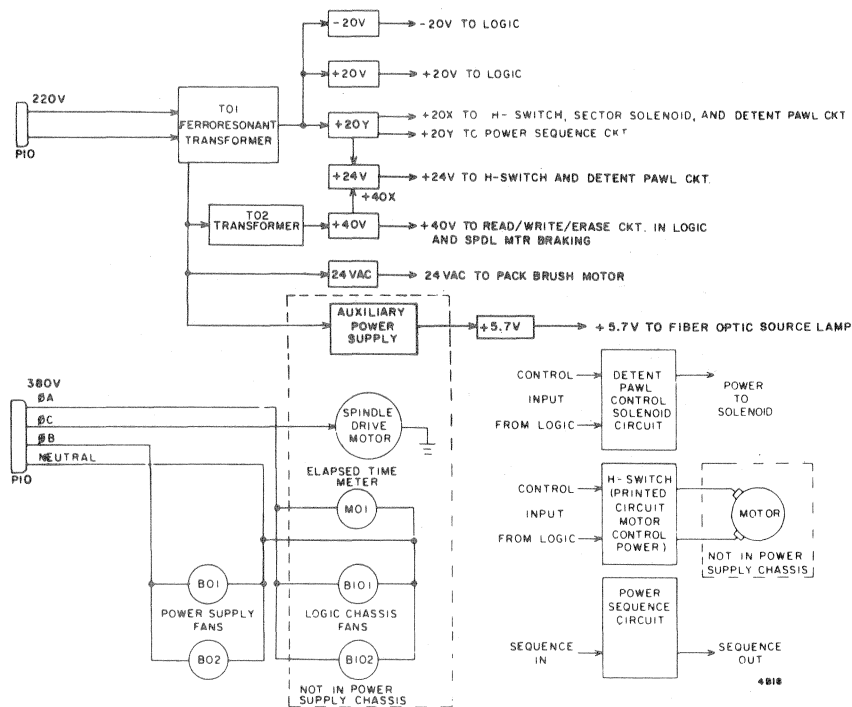 -20V
-20V TO LOGIC
+20V
+20V TO LOGIC
220V
P10
T01
FERRORESONANT
TRANSFORMER
+20Y
+20X TO H-SWITCH, SECTOR SOLENOID, AND DETENT PAWL CKT
+20Y TC POWER SEQUENCE CKT
+24V
+24V TO H-SWITCH AND DETENT PAWL CKT.
+40X
T02
TRANSFORMER
+40V
+40V TO READ/WRITE/ERASE CKT. IN LOGIC
AND SPDL MTR BRAKING
24 VAC
24 VAC TO PACK BRUSH MOTOR
AUXILIARY
POWER
SUPPLY
+5.7V
+5.7V TO FIBER OPTIC SOURCE LAMP
380V
ØA
ØC
ØB
NEUTRAL
P10
SPINDLE
DRIVE
MOTOR
ELAPSED TIME
METER
M01
B01
POWER SUPPLY
FANS
B02
B101
LOGIC CHASSIS
FANS
B102
NOT IN POWER
SUPPLY CHASSIS
CONTROL
INPUT
FROM LOGIC
DETENT
PAWL
CONTROL
SOLENOID
CIRCUIT
POWER
TO
SOLENOID
CONTROL
INPUT
FROM LOGIC
H-SWITCH
(PRINTED
CIRCUIT
MOTOR
CONTROL
POWER)
MOTOR
NOT IN POWER
SUPPLY CHASSIS
POWER
SEQUENCE
CIRCUIT
SEQUENCE
IN
SEQUENCE
OUT
4818